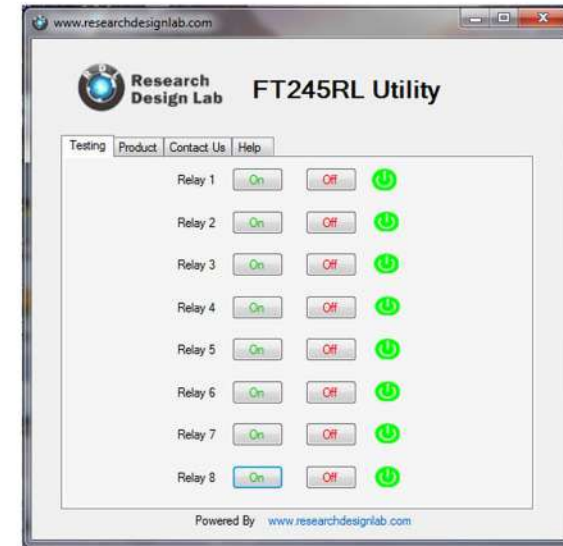 www.researchdesignlab.com
Research
Design Lab
FT245RL Utility
Testing Product Contact Us Help
Relay 1 On Off
Relay 2 On Off
Relay 3 On Off
Relay 4 On Off
Relay 5 On Off
Relay 6 On Off
Relay 7 On Off
Relay 8 On Off
Powered By www.researchdesignlab.com